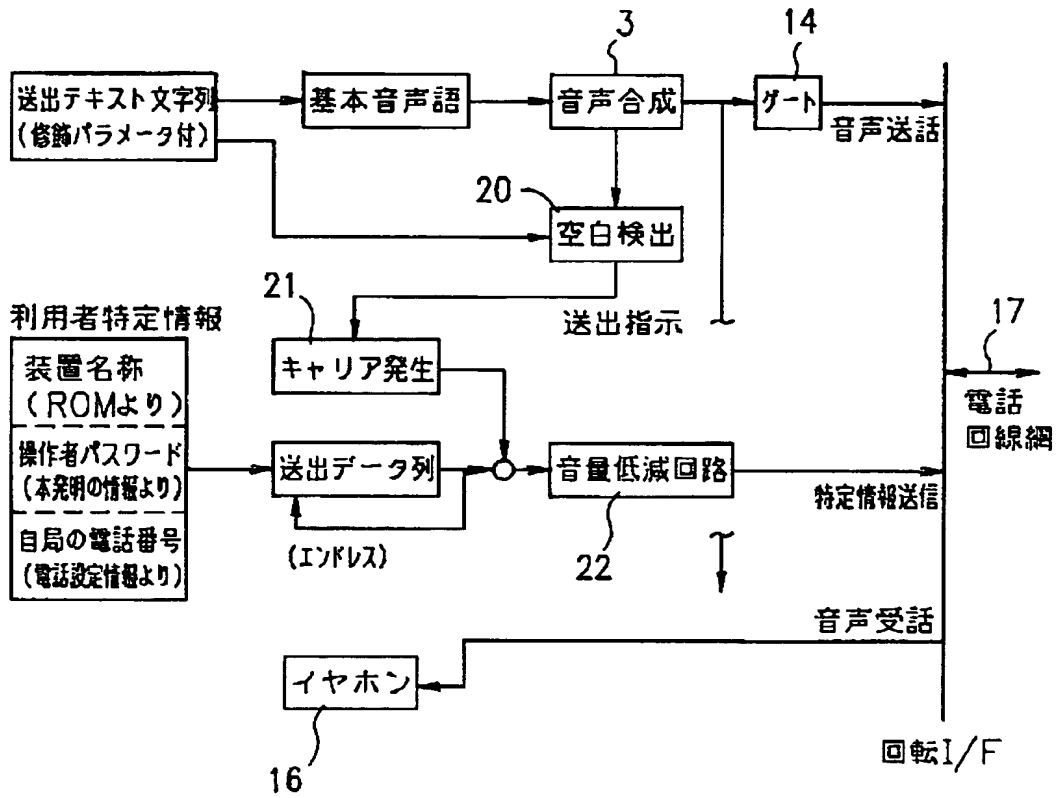 3
14
送出テキスト文字列
(修飾パラメータ付)
基本音声語
音声合成
ゲート
音声送話
20
空白検出
21
送出指示
利用者特定情報
装置名称
(ROMより)
操作者パスワード
(本発明の情報より)
自局の電話番号
(電話設定情報より)
キャリア発生
17
電話
回線網
送出データ列
音量低減回路
特定情報送信
(エンドレス)
22
音声受話
イヤホン
16
回転I/F